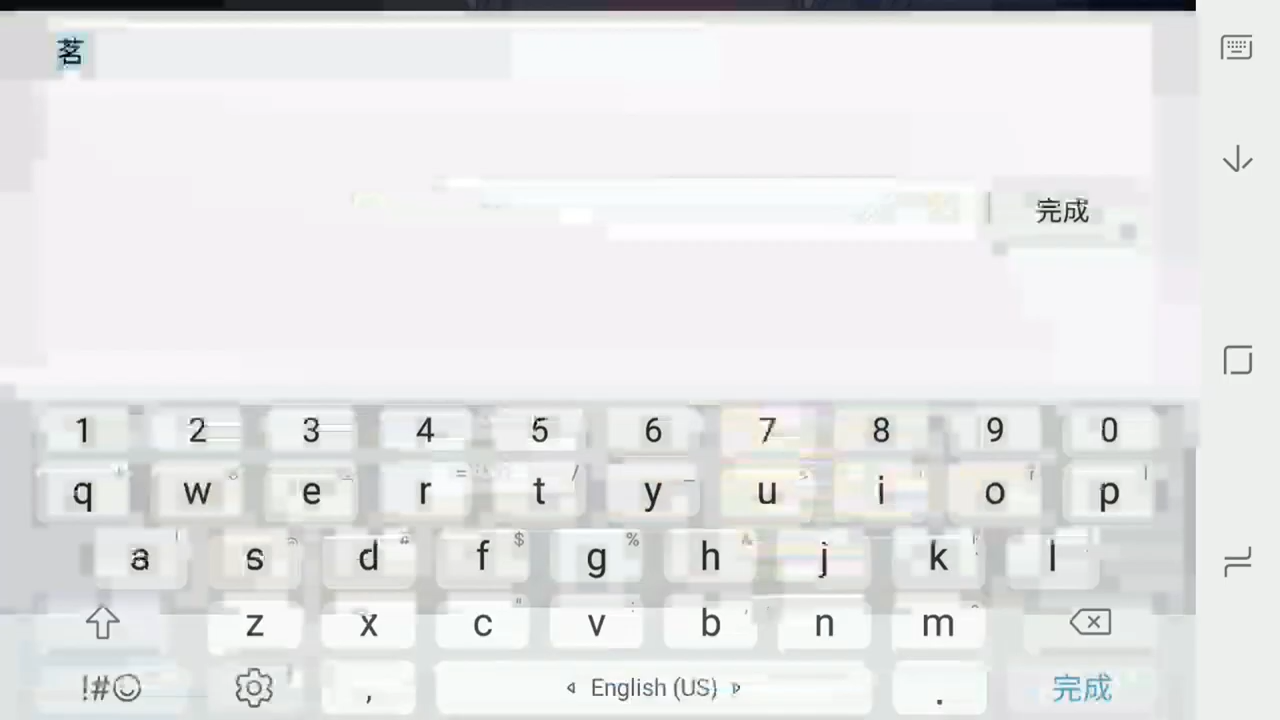 茗
完成
1 2 3 4 5 6 7 8 9 0
q w e r t y u i o p
a s d f g h j k l
z x c v b n m
!#☺ , English (US) . 完成